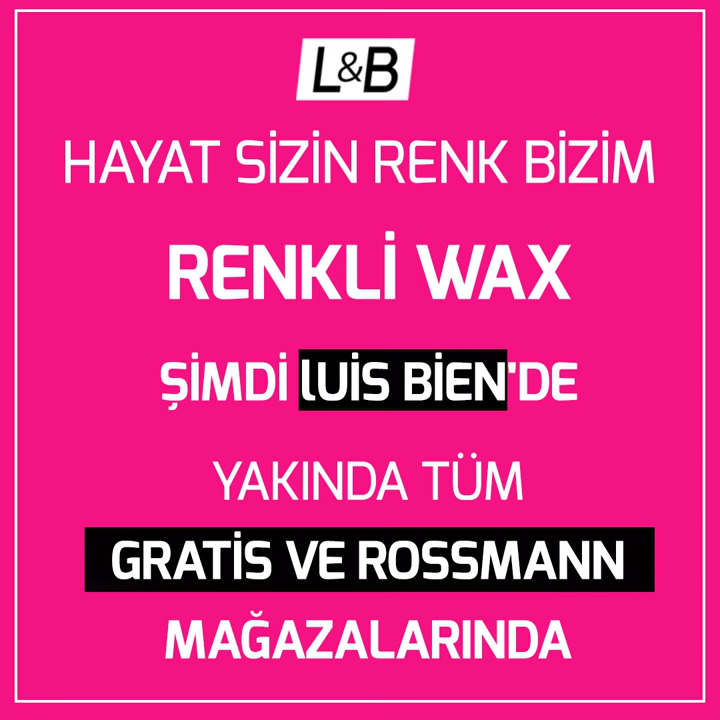 L&B
HAYAT SİZİN RENK BİZİM
RENKLİ WAX
ŞİMDİ lUİS BİEN'DE
YAKINDA TÜM
GRATİS VE ROSSMANN
MAĞAZALARINDA